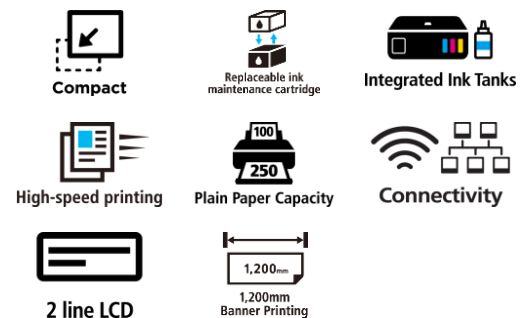 Compact
Replaceable ink
maintenance cartridge
Integrated Ink Tanks
High-speed printing
100
250
Plain Paper Capacity
Connectivity
2 line LCD
1,200mm
1,200mm
Banner Printing